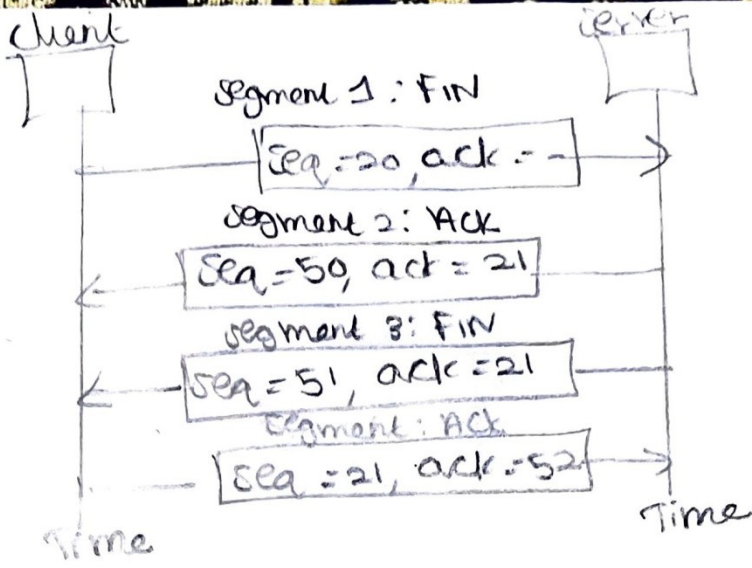 client server
segment 1 : FIN
seq = 20, ack = -
segment 2: ACK
seq = 50, ack = 21
segment 3: FIN
seq = 51, ack = 21
segment : ACK
seq = 21, ack = 52
Time Time